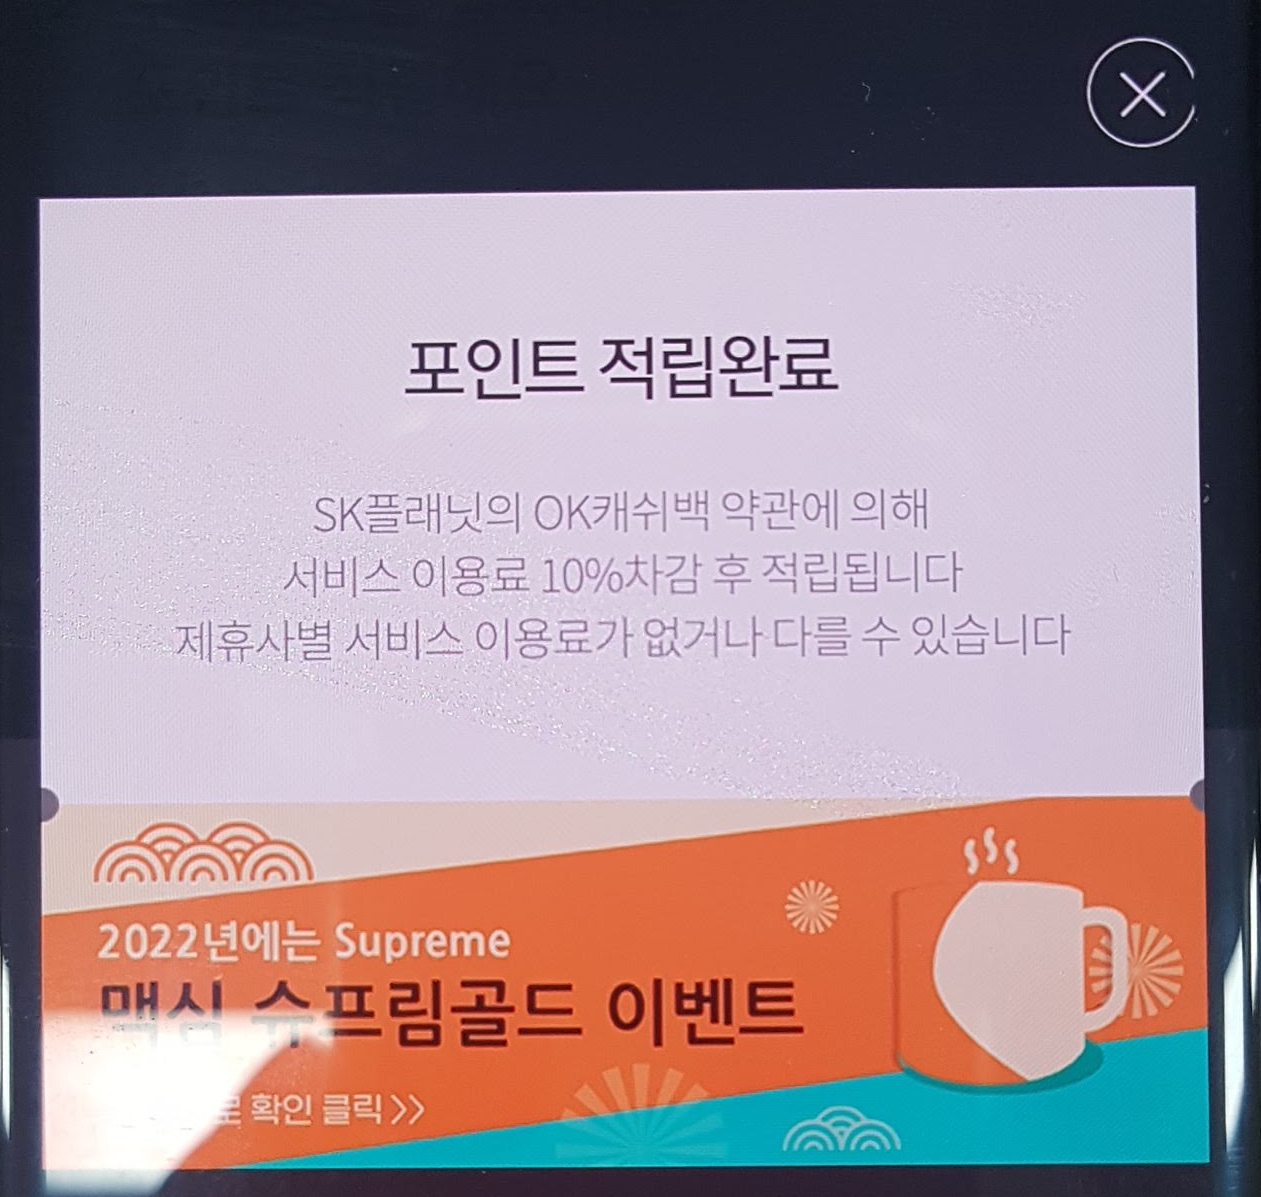 포인트 적립완료
SK플래닛의 OK캐쉬백 약관에 의해
서비스 이용료 10%차감 후 적립됩니다
제휴사별 서비스 이용료가 없거나 다를 수 있습니다
2022년에는 Supreme
맥심 슈프림골드 이벤트
확인 클릭>>